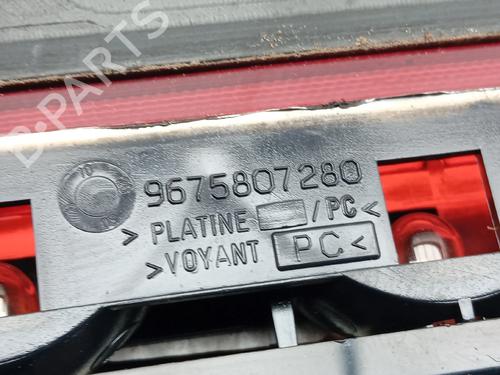 B-PARTS
9675807280
>PLATINE /PC<
>VOYANT PC<